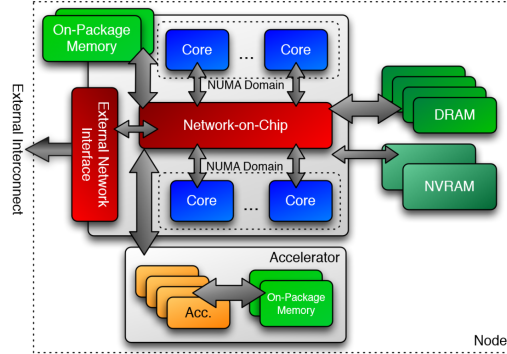 On-Package
Memory
Core
...
Core
NUMA Domain
External Interconnect
External Network
Interface
Network-on-Chip
DRAM
NUMA Domain
NVRAM
Core
...
Core
Accelerator
Acc.
On-Package
Memory
Node